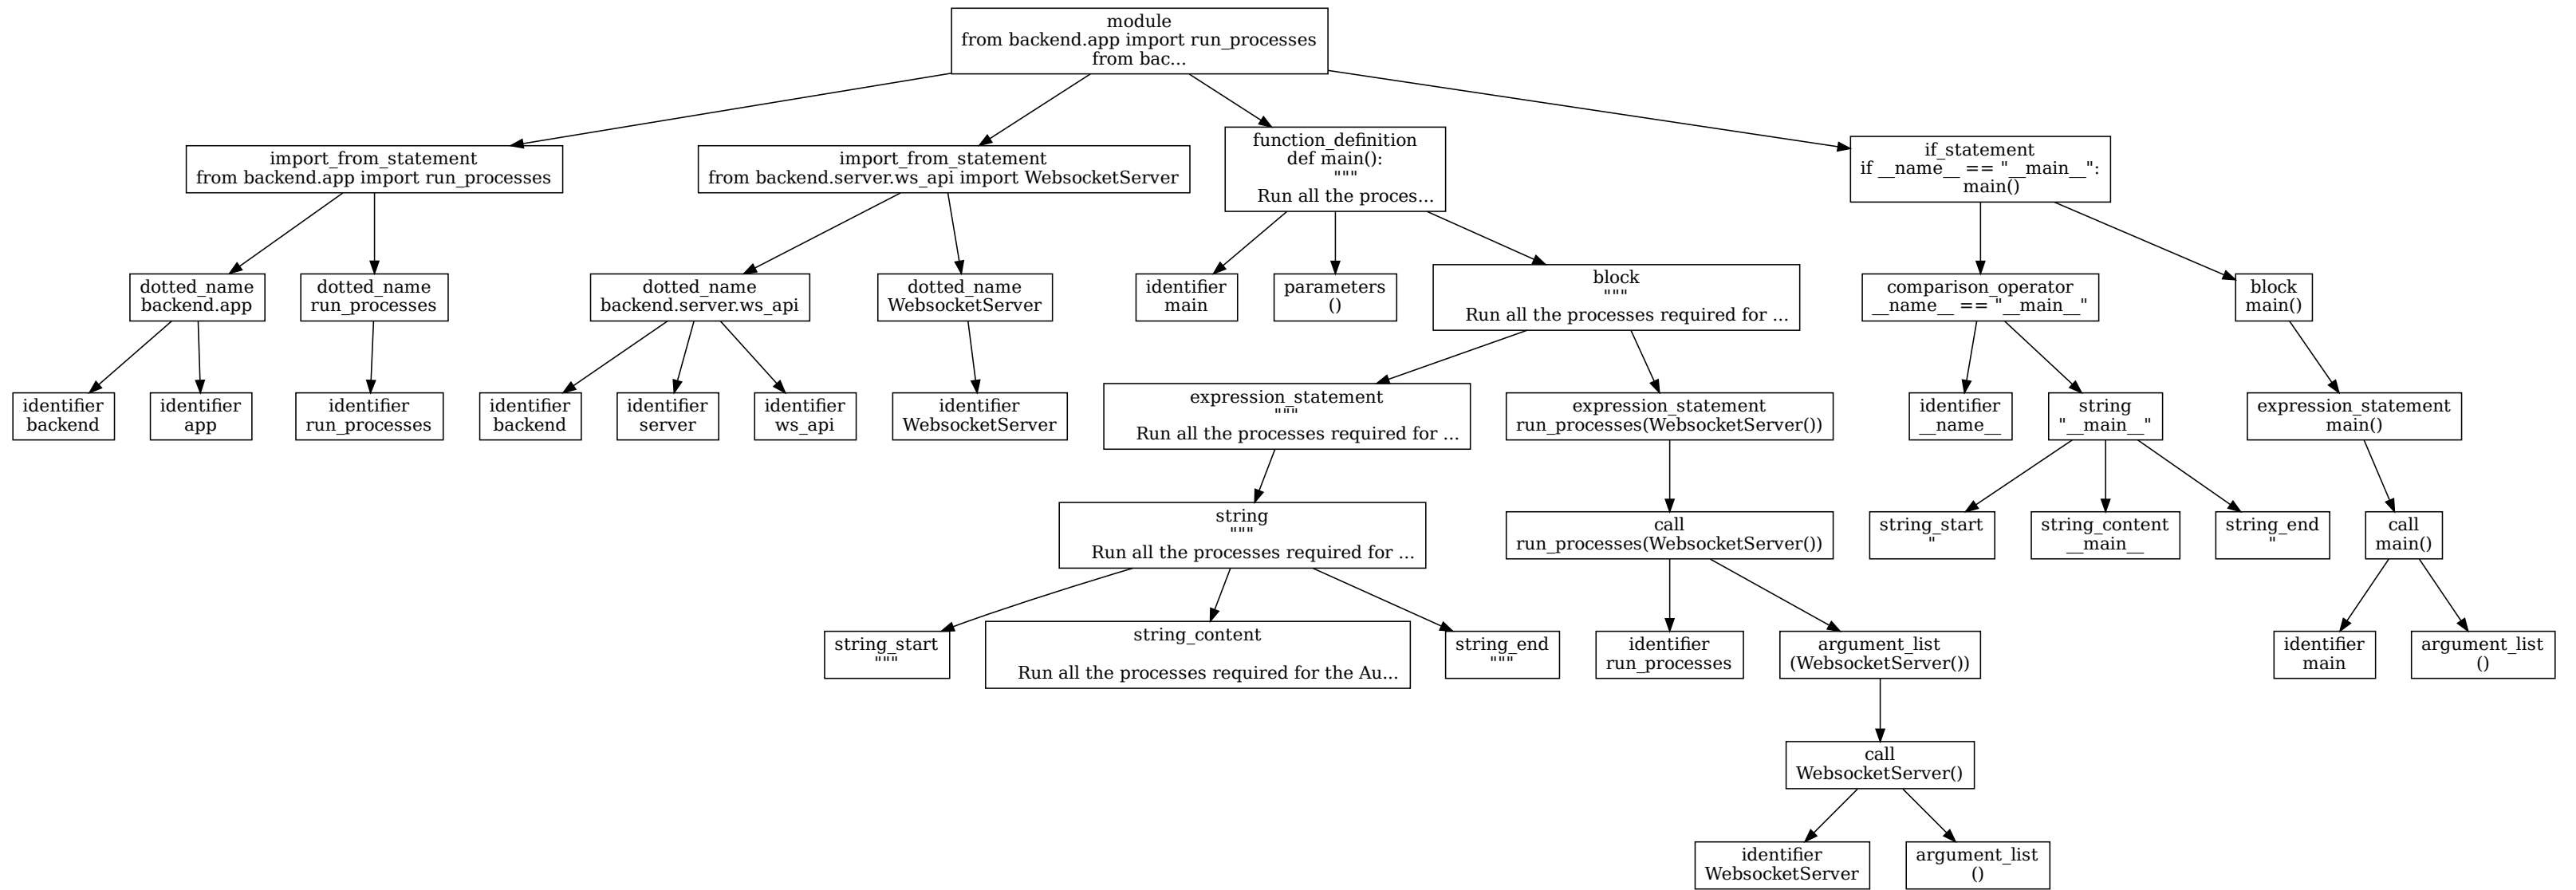 module
from backend.app import run_processes
from bac...
import_from_statement
from backend.app import run_processes
import_from_statement
from backend.server.ws_api import WebsocketServer
function_definition
def main():
"""
Run all the proces...
if_statement
if __name__ == "__main__":
main()
dotted_name
backend.app
dotted_name
run_processes
dotted_name
backend.server.ws_api
dotted_name
WebsocketServer
identifier
main
parameters
()
block
"""
Run all the processes required for ...
comparison_operator
__name__ == "__main__"
block
main()
identifier
backend
identifier
app
identifier
run_processes
identifier
backend
identifier
server
identifier
ws_api
identifier
WebsocketServer
expression_statement
"""
Run all the processes required for ...
expression_statement
run_processes(WebsocketServer())
identifier
__name__
string
"__main__"
expression_statement
main()
string
"""
Run all the processes required for ...
call
run_processes(WebsocketServer())
string_start
"
string_content
__main__
string_end
"
call
main()
string_start
"""
string_content
Run all the processes required for the Au...
string_end
"""
identifier
run_processes
argument_list
(WebsocketServer())
identifier
main
argument_list
()
call
WebsocketServer()
identifier
WebsocketServer
argument_list
()